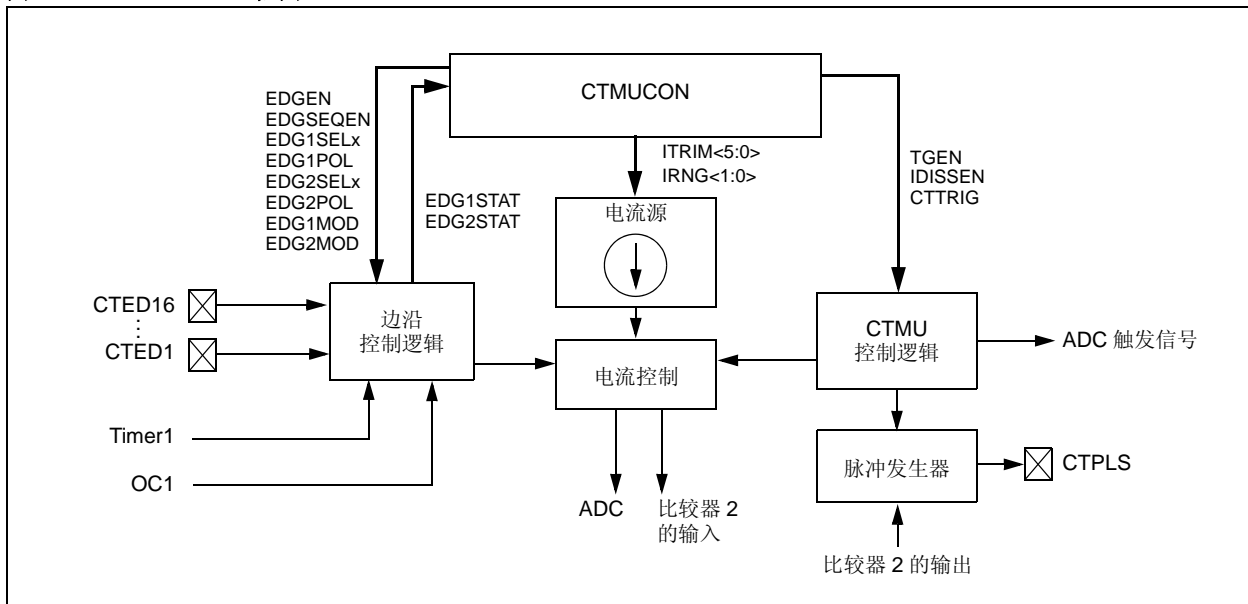 CTMUCON
EDGEN
EDGSEQEN
EDG1SELx
EDG1POL
EDG2SELx
EDG2POL
EDG1MOD
EDG2MOD
EDG1STAT
EDG2STAT
ITRIM<5:0>
IRNG<1:0>
TGEN
IDISSEN
CTTRIG
电流源
CTED16
CTED1
边沿
控制逻辑
电流控制
CTMU
控制逻辑
ADC 触发信号
Timer1
OC1
ADC
比较器 2
的输入
脉冲发生器
CTPLS
比较器 2 的输出